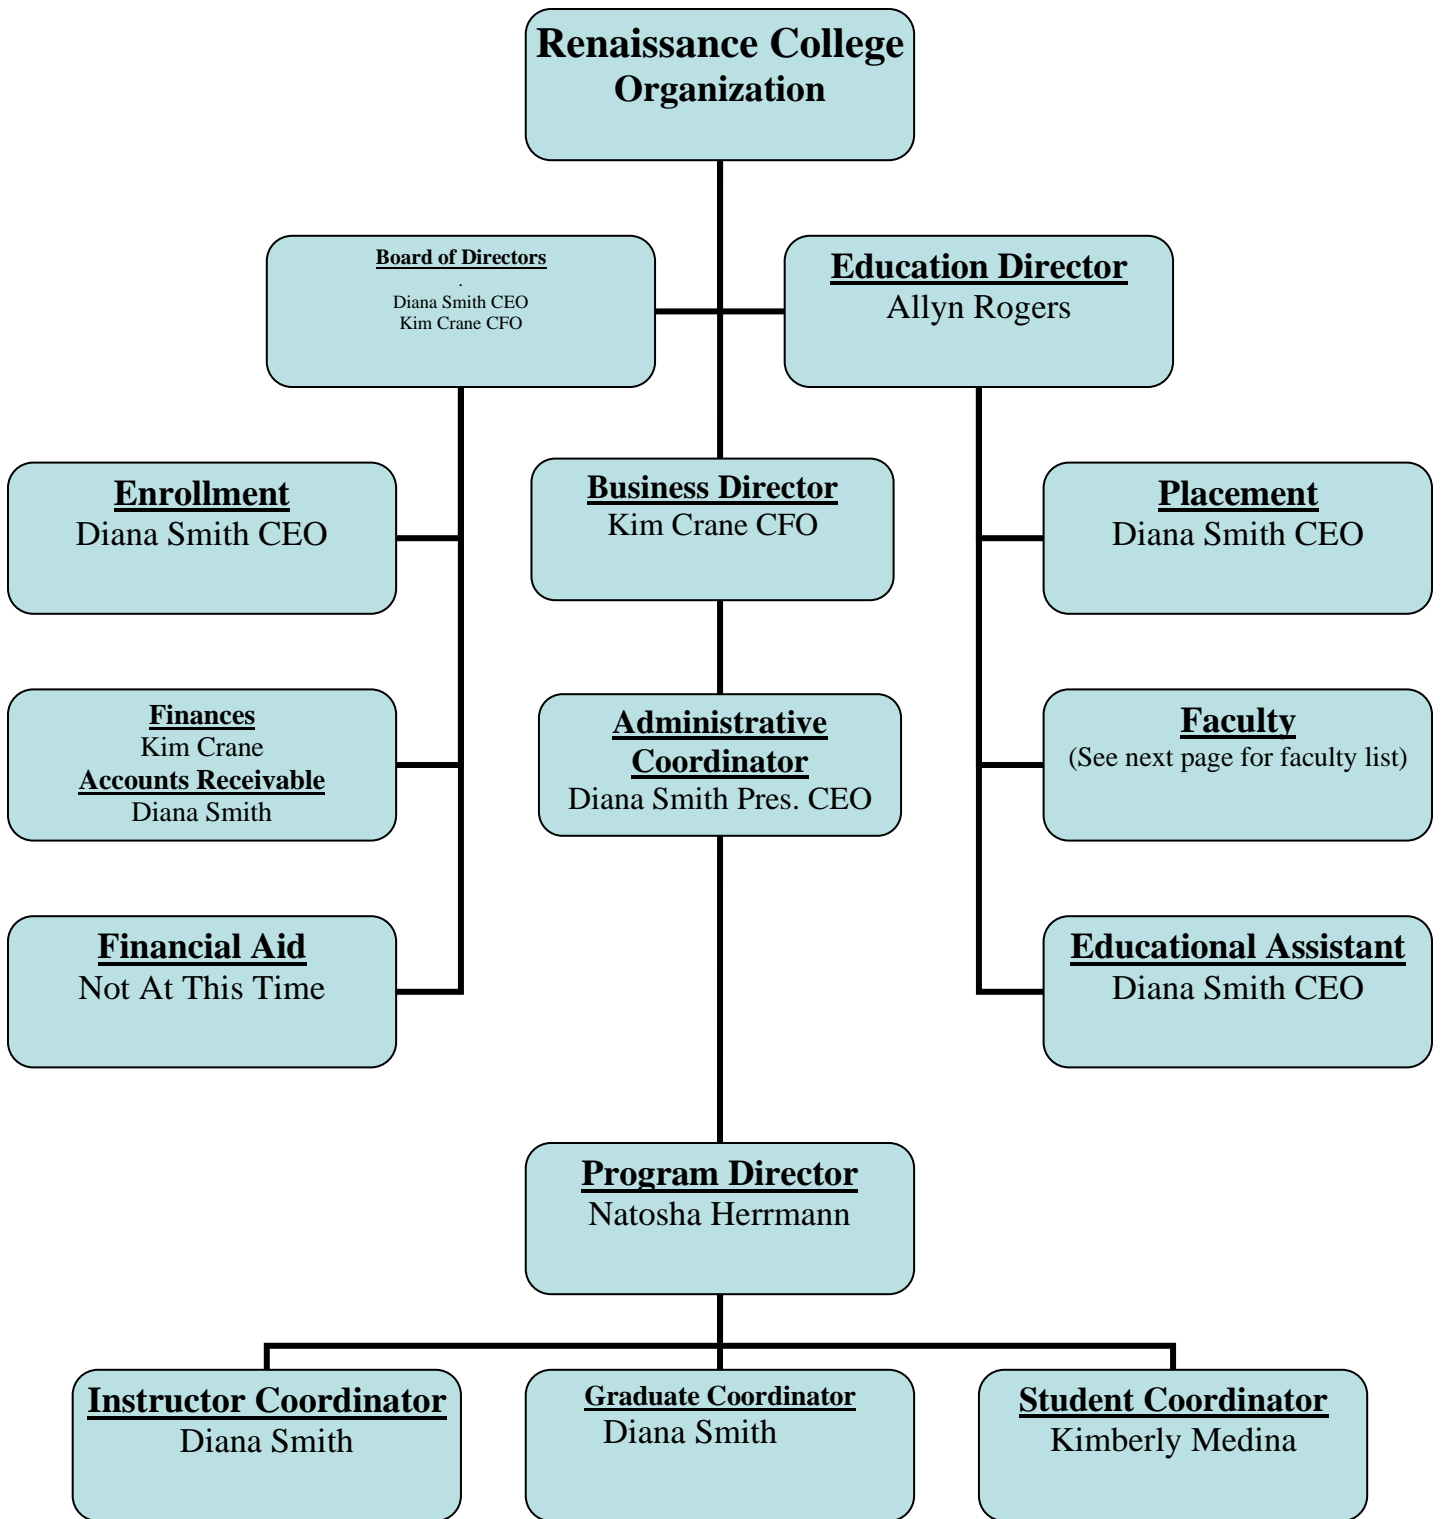 Renaissance College
Organization
Board of Directors
.
Diana Smith CEO
Kim Crane CFO
Education Director
Allyn Rogers
Enrollment
Diana Smith CEO
Business Director
Kim Crane CFO
Placement
Diana Smith CEO
Finances
Kim Crane
Accounts Receivable
Diana Smith
Administrative
Coordinator
Diana Smith Pres. CEO
Faculty
(See next page for faculty list)
Financial Aid
Not At This Time
Educational Assistant
Diana Smith CEO
Program Director
Natosha Herrmann
Instructor Coordinator
Diana Smith
Graduate Coordinator
Diana Smith
Student Coordinator
Kimberly Medina